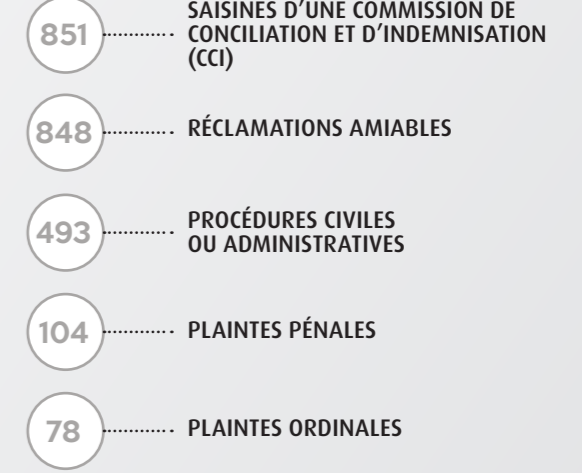 851
SAISINES D'UNE COMMISSION DE
CONCILIATION ET D'INDEMNISATION
(CCI)
848
RÉCLAMATIONS AMIABLES
493
PROCÉDURES CIVILES
OU ADMINISTRATIVES
104
PLAINTES PÉNALES
78
PLAINTES ORDINALES